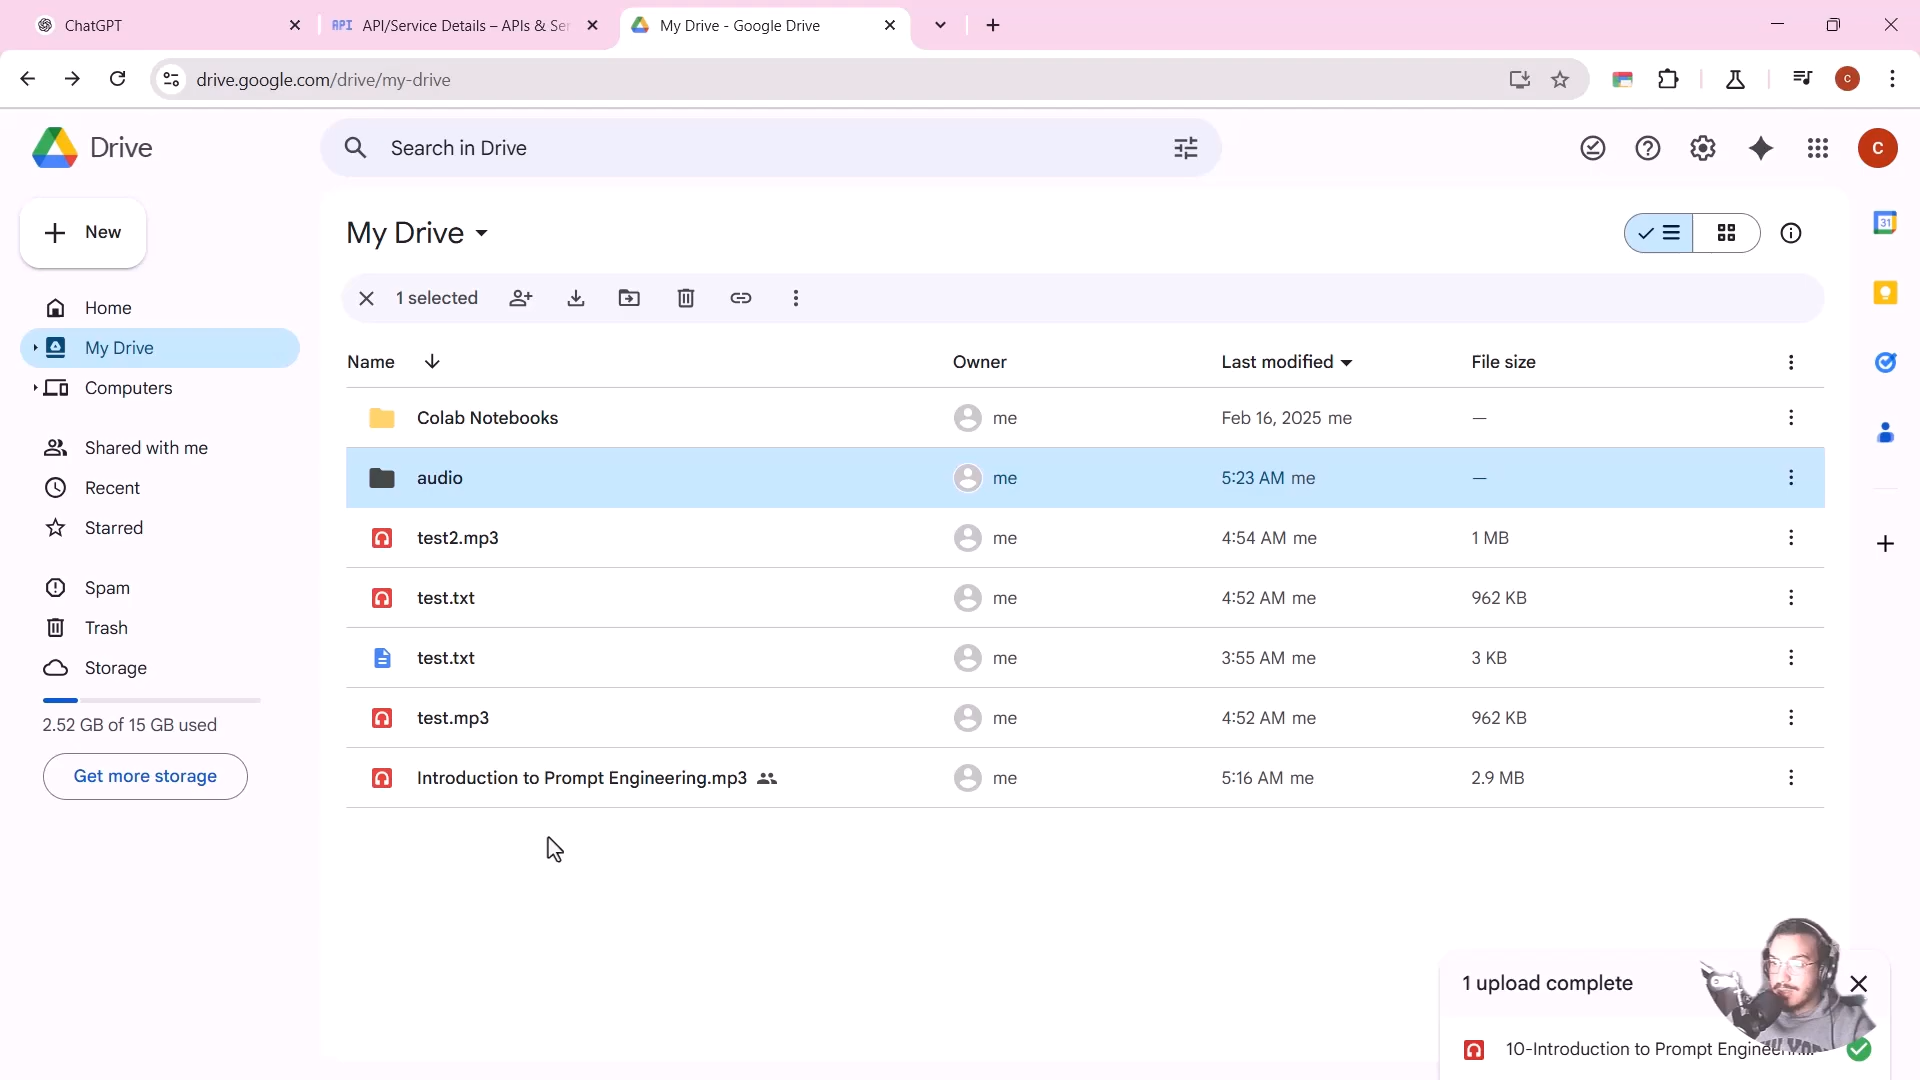 ChatGPT
API API/Service Details – APIs & Ser
My Drive - Google Drive
drive.google.com/drive/my-drive
C
Drive
Search in Drive
C
New
My Drive
31
1 selected
Home
My Drive
Computers
Shared with me
Recent
Starred
Spam
Trash
Storage
2.52 GB of 15 GB used
Get more storage
Name Owner Last modified File size
Colab Notebooks me Feb 16, 2025 me —
audio me 5:23 AM me —
test2.mp3 me 4:54 AM me 1 MB
test.txt me 4:52 AM me 962 KB
test.txt me 3:55 AM me 3 KB
test.mp3 me 4:52 AM me 962 KB
Introduction to Prompt Engineering.mp3 me 5:16 AM me 2.9 MB
1 upload complete
10-Introduction to Prompt